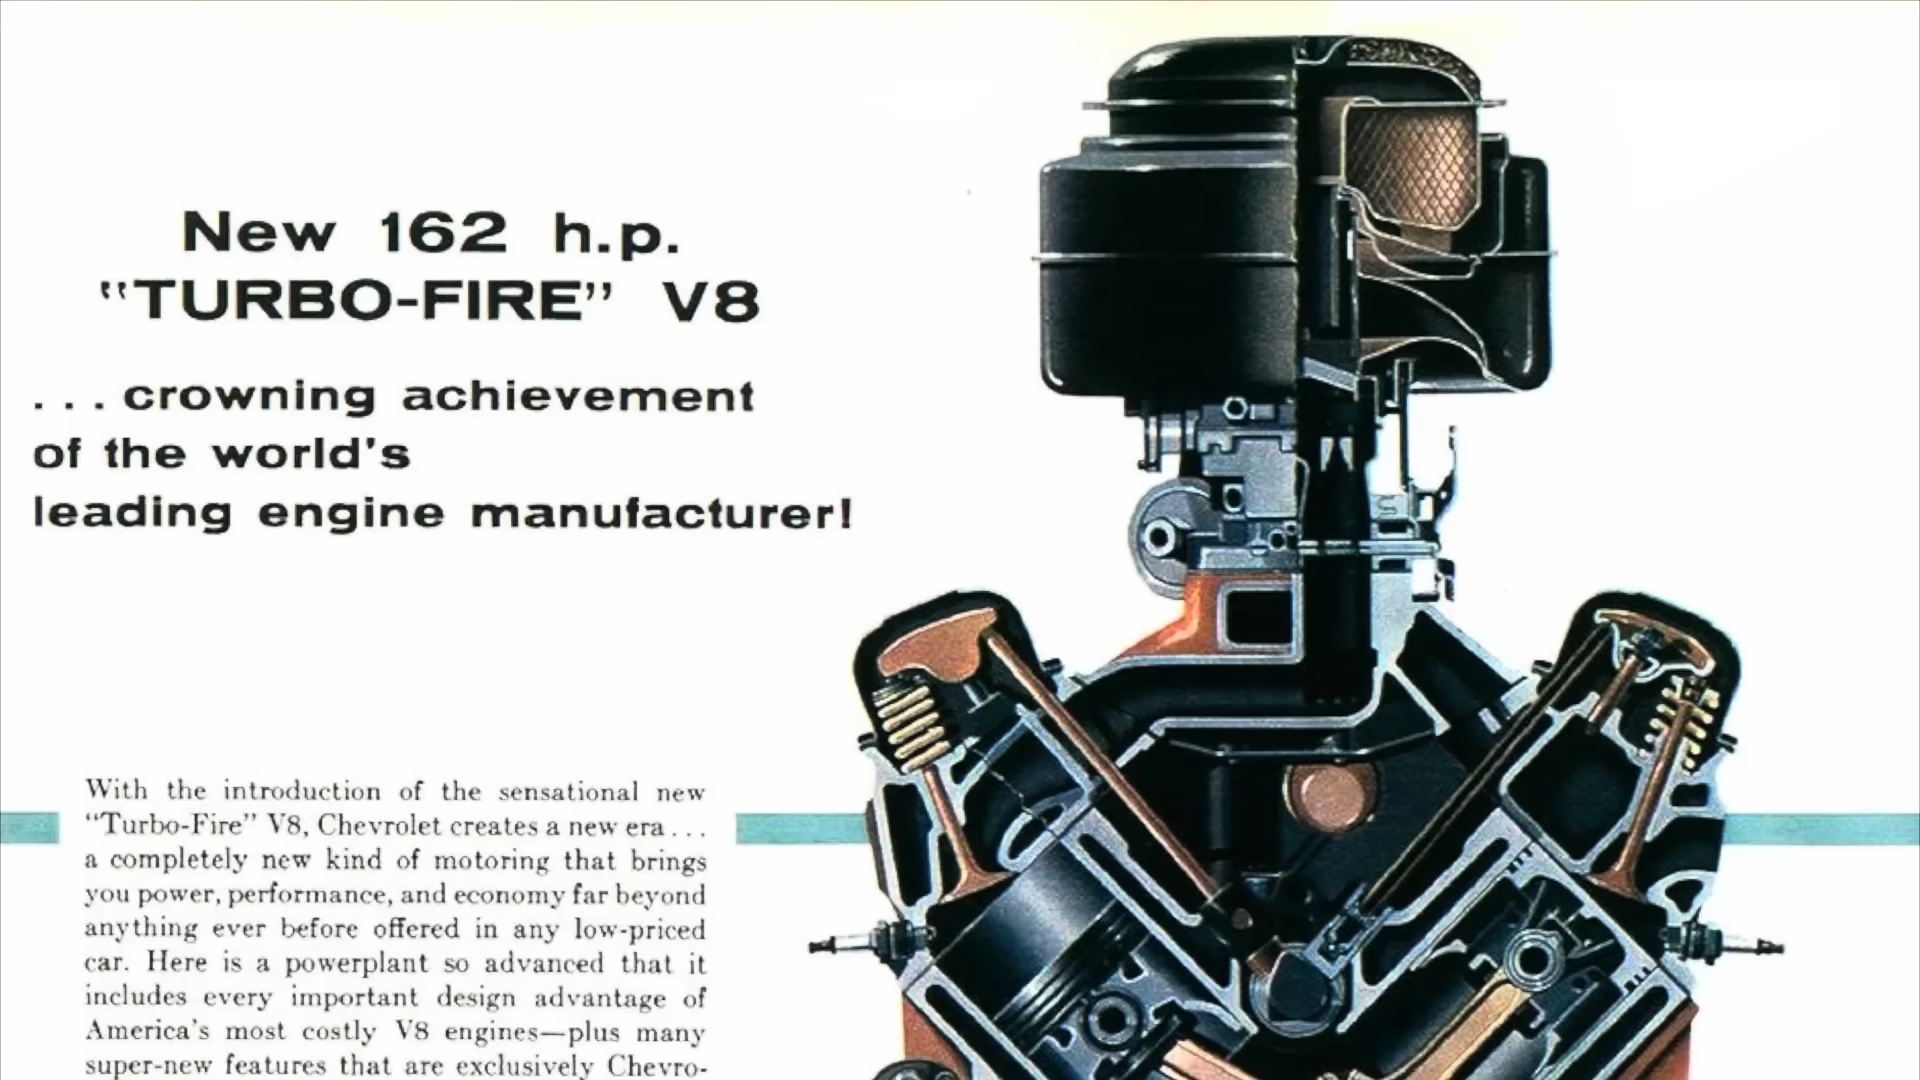 New 162 h.p.
“TURBO-FIRE” V8
...crowning achievement
of the world's
leading engine manufacturer!
With the introduction of the sensational new
“Turbo-Fire” V8, Chevrolet creates a new era...
a completely new kind of motoring that brings
you power, performance, and economy far beyond
anything ever before offered in any low-priced
car. Here is a powerplant so advanced that it
includes every important design advantage of
America's most costly V8 engines—plus many
super-new features that are exclusively Chevro-